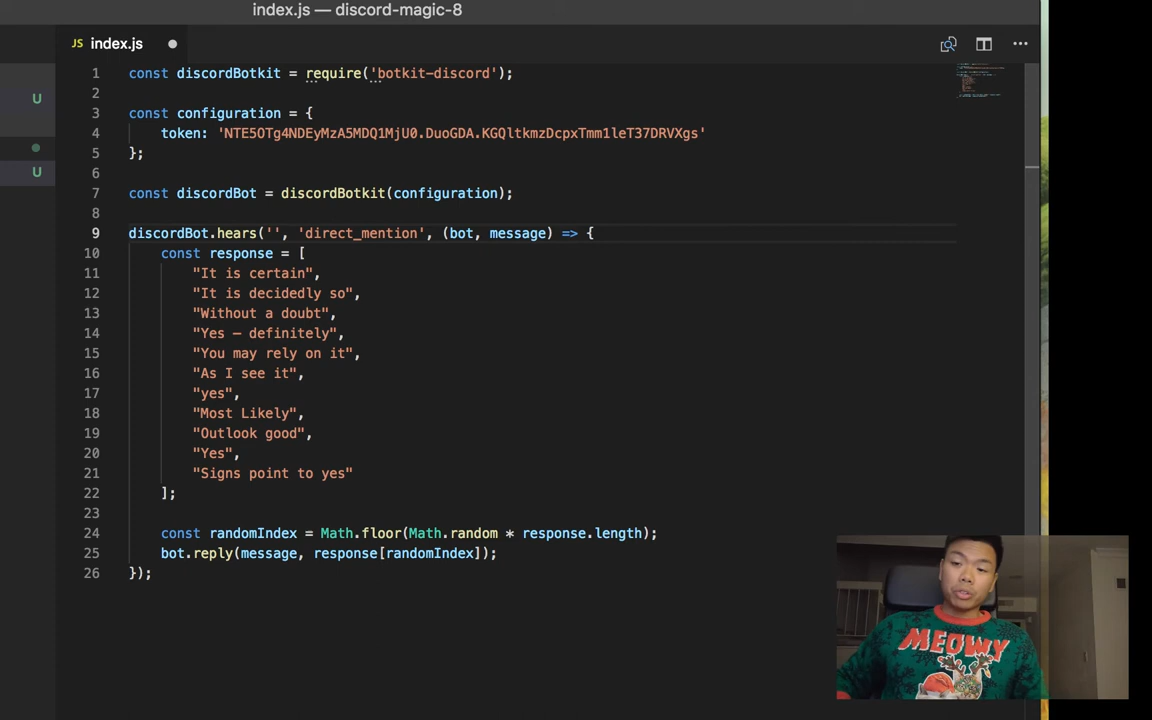 index.js — discord-magic-8
JS index.js
1 const discordBotkit = require('botkit-discord');
2
3 const configuration = {
4 token: 'NTE5OTg4NDEyMzA5MDQ1MjU0.DuoGDA.KGQltkmzDcpxTmm1leT37DRVXgs'
5 };
6
7 const discordBot = discordBotkit(configuration);
8
9 discordBot.hears('', 'direct_mention', (bot, message) => {
10 const response = [
11 "It is certain",
12 "It is decidedly so",
13 "Without a doubt",
14 "Yes — definitely",
15 "You may rely on it",
16 "As I see it",
17 "yes",
18 "Most Likely",
19 "Outlook good",
20 "Yes",
21 "Signs point to yes"
22 ];
23
24 const randomIndex = Math.floor(Math.random * response.length);
25 bot.reply(message, response[randomIndex]);
26 });
U
U
MEOWY